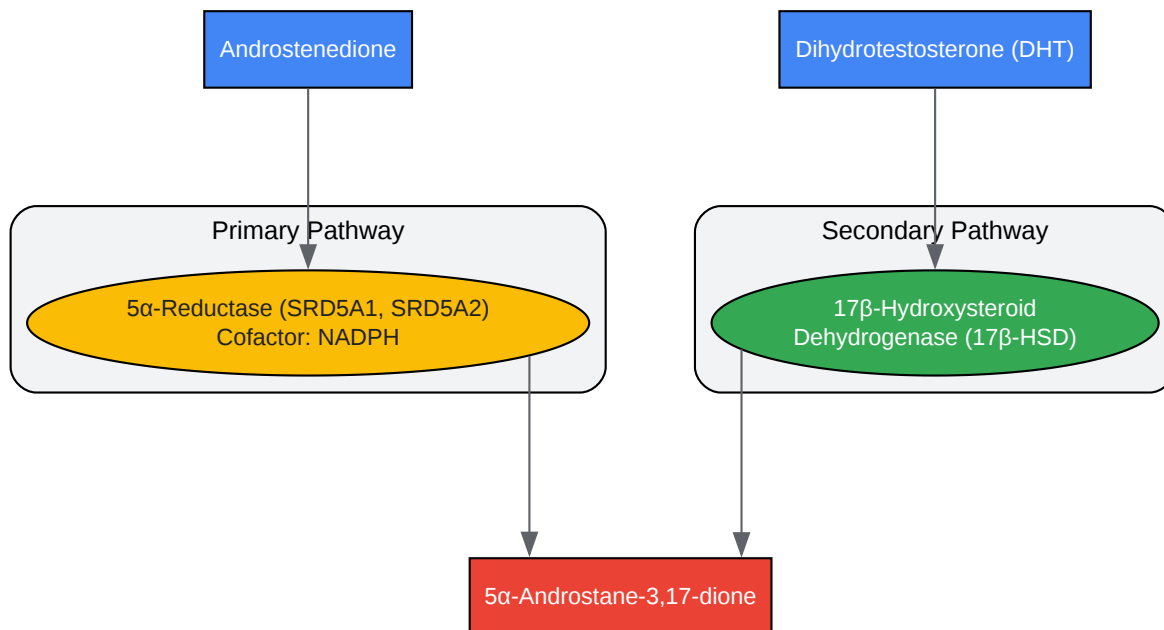 Androstenedione
Dihydrotestosterone (DHT)
Primary Pathway
Secondary Pathway
5α-Reductase (SRD5A1, SRD5A2)
Cofactor: NADPH
17β-Hydroxysteroid
Dehydrogenase (17β-HSD)
5α-Androstane-3,17-dione